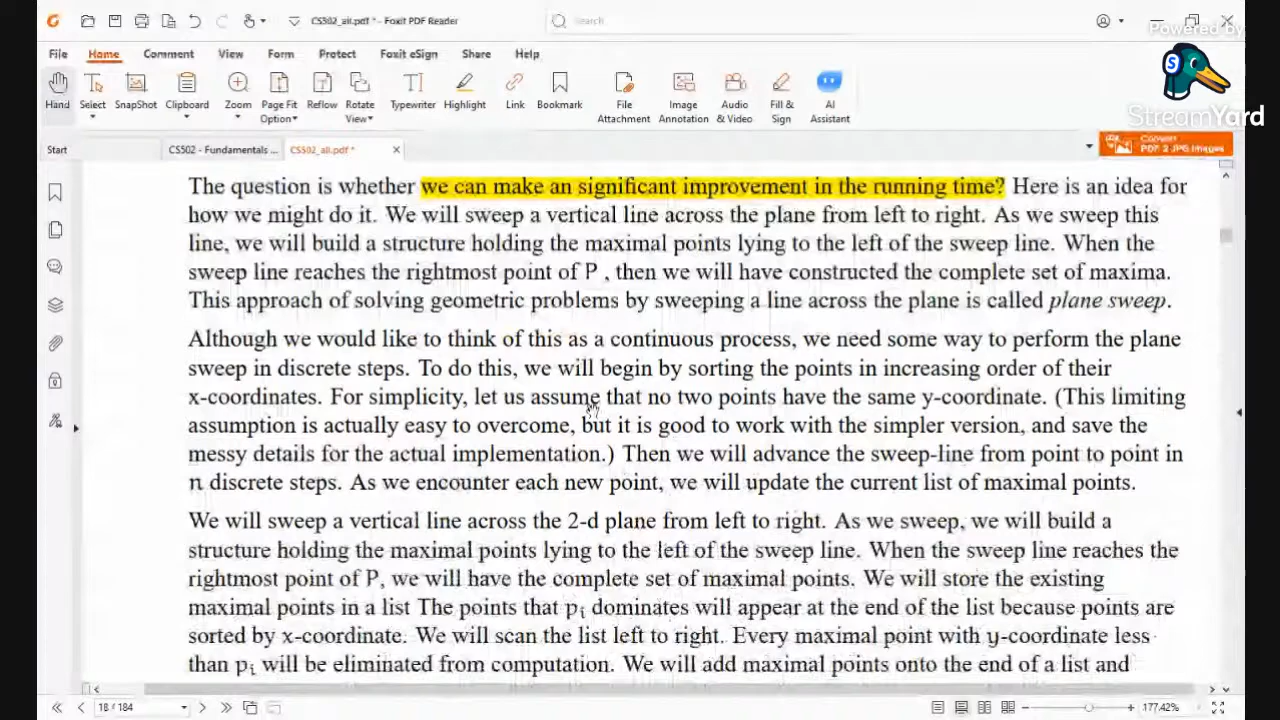 CS502_all.pdf * - Foxit PDF Reader
Search
Powered by
File Home Comment View Form Protect Foxit eSign Share Help
StreamYard
Hand Select SnapShot Clipboard Zoom Page Fit Option Reflow Rotate View Typewriter Highlight Link Bookmark File Attachment Image Annotation Audio & Video Fill & Sign AI Assistant
Start CS502 - Fundamentals ... CS502_all.pdf *
Convert
PDF 2 JPG Images
The question is whether we can make an significant improvement in the running time? Here is an idea for
how we might do it. We will sweep a vertical line across the plane from left to right. As we sweep this
line, we will build a structure holding the maximal points lying to the left of the sweep line. When the
sweep line reaches the rightmost point of P , then we will have constructed the complete set of maxima.
This approach of solving geometric problems by sweeping a line across the plane is called plane sweep.
Although we would like to think of this as a continuous process, we need some way to perform the plane
sweep in discrete steps. To do this, we will begin by sorting the points in increasing order of their
x-coordinates. For simplicity, let us assume that no two points have the same y-coordinate. (This limiting
assumption is actually easy to overcome, but it is good to work with the simpler version, and save the
messy details for the actual implementation.) Then we will advance the sweep-line from point to point in
n discrete steps. As we encounter each new point, we will update the current list of maximal points.
We will sweep a vertical line across the 2-d plane from left to right. As we sweep, we will build a
structure holding the maximal points lying to the left of the sweep line. When the sweep line reaches the
rightmost point of P, we will have the complete set of maximal points. We will store the existing
maximal points in a list The points that pi dominates will appear at the end of the list because points are
sorted by x-coordinate. We will scan the list left to right. Every maximal point with y-coordinate less
than pi will be eliminated from computation. We will add maximal points onto the end of a list and
18 / 184
177.42%